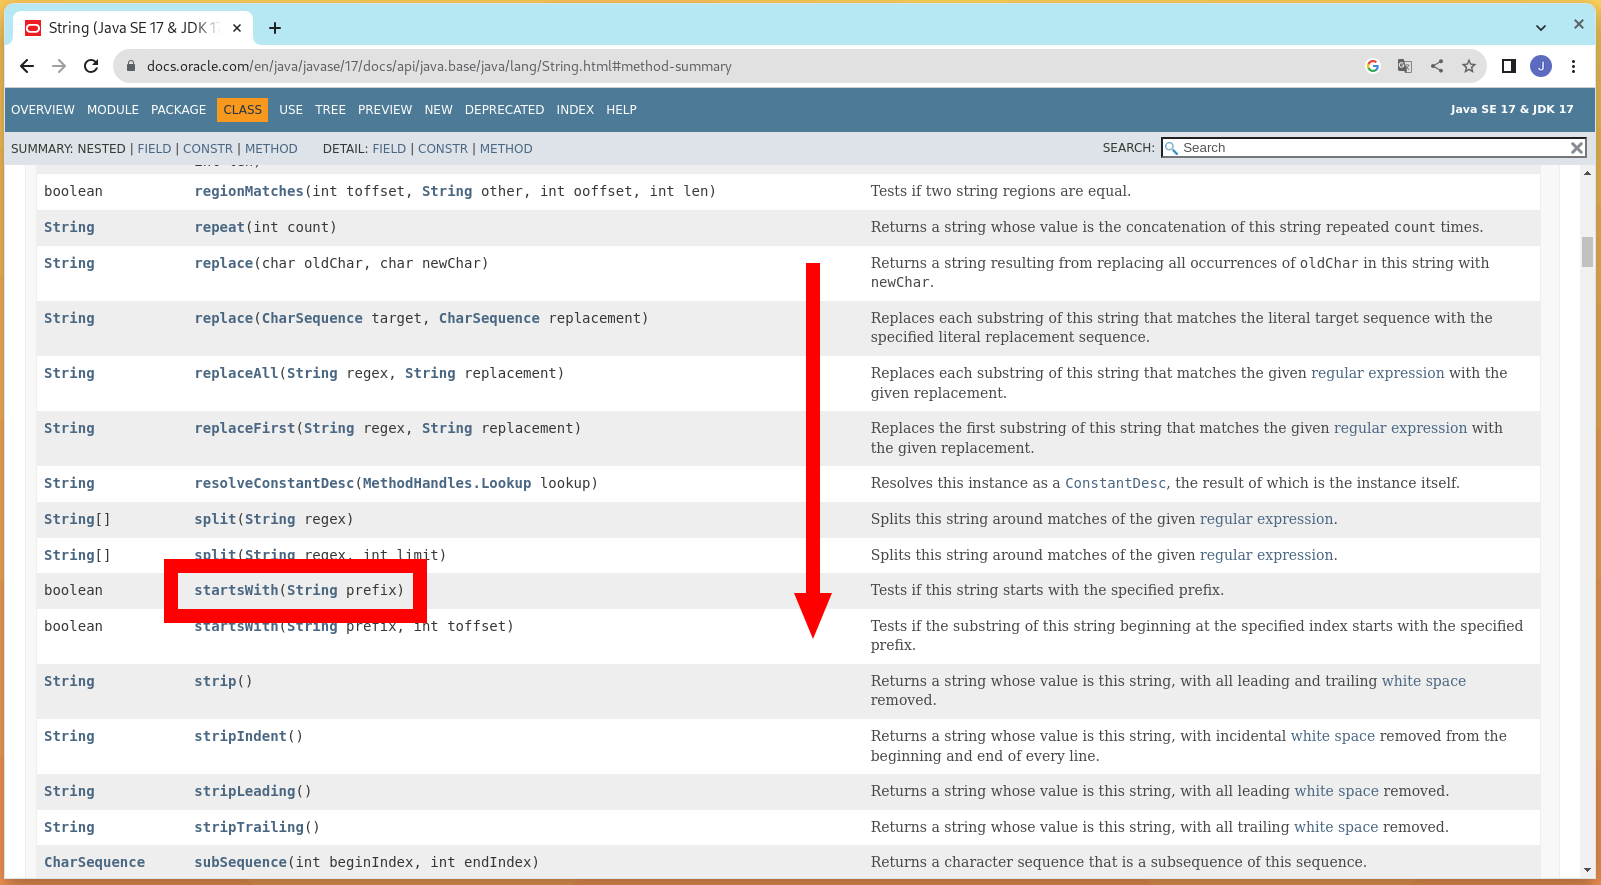 String (Java SE 17 & JDK 17
docs.oracle.com/en/java/javase/17/docs/api/java.base/java/lang/String.html#method-summary
J
OVERVIEW MODULE PACKAGE CLASS USE TREE PREVIEW NEW DEPRECATED INDEX HELP
Java SE 17 & JDK 17
SUMMARY: NESTED | FIELD | CONSTR | METHOD DETAIL: FIELD | CONSTR | METHOD
SEARCH: Search
int len)
boolean regionMatches(int toffset, String other, int ooffset, int len) Tests if two string regions are equal.
String repeat(int count) Returns a string whose value is the concatenation of this string repeated count times.
String replace(char oldChar, char newChar) Returns a string resulting from replacing all occurrences of oldChar in this string with
newChar.
String replace(CharSequence target, CharSequence replacement) Replaces each substring of this string that matches the literal target sequence with the
specified literal replacement sequence.
String replaceAll(String regex, String replacement) Replaces each substring of this string that matches the given regular expression with the
given replacement.
String replaceFirst(String regex, String replacement) Replaces the first substring of this string that matches the given regular expression with
the given replacement.
String resolveConstantDesc(MethodHandles.Lookup lookup) Resolves this instance as a ConstantDesc, the result of which is the instance itself.
String[] split(String regex) Splits this string around matches of the given regular expression.
String[] split(String regex, int limit) Splits this string around matches of the given regular expression.
boolean startsWith(String prefix) Tests if this string starts with the specified prefix.
boolean startsWith(String prefix, int toffset) Tests if the substring of this string beginning at the specified index starts with the specified
prefix.
String strip() Returns a string whose value is this string, with all leading and trailing white space
removed.
String stripIndent() Returns a string whose value is this string, with incidental white space removed from the
beginning and end of every line.
String stripLeading() Returns a string whose value is this string, with all leading white space removed.
String stripTrailing() Returns a string whose value is this string, with all trailing white space removed.
CharSequence subSequence(int beginIndex, int endIndex) Returns a character sequence that is a subsequence of this sequence.